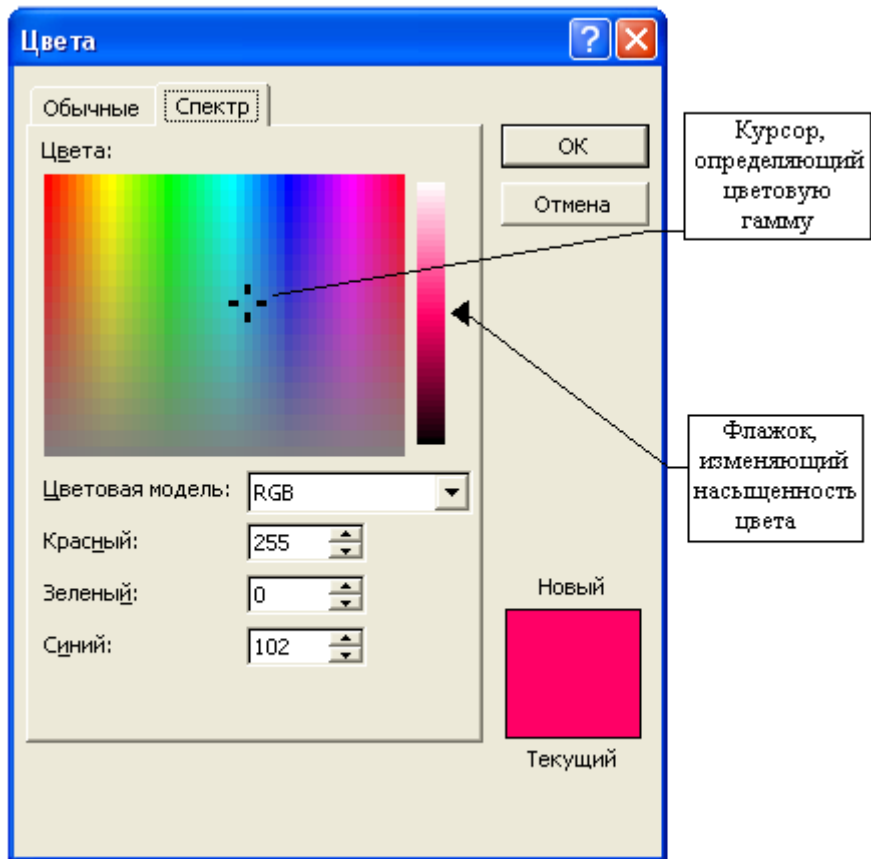 Цвета
Обычные Спектр
Цвета:
ОК
Отмена
Курсор,
определяющий
цветовую
гамму
Флажок,
изменяющий
насыщенность
цвета
Цветовая модель: RGB
Красный: 255
Зеленый: 0
Синий: 102
Новый
Текущий